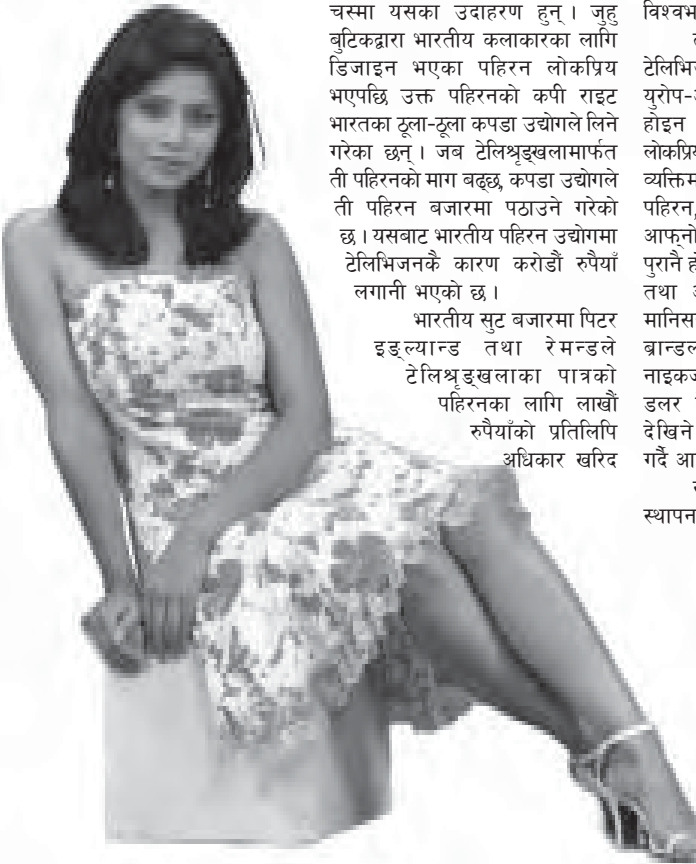 चस्मा यसका उदाहरण हुन् । जुहु
बुटिकद्वारा भारतीय कलाकारका लागि
डिजाइन भएका पहिरन लोकप्रिय
भएपछि उक्त पहिरनको कपी राइट
भारतका ठूला-ठूला कपडा उद्योगले लिने
गरेका छन् । जब टेलिश्रृङ्खलामार्फत
ती पहिरनको माग बढ्छ, कपडा उद्योगले
ती पहिरन बजारमा पठाउने गरेको
छ । यसबाट भारतीय पहिरन उद्योगमा
टेलिभिजनकै कारण करोडौं रुपैयाँ
लगानी भएको छ ।
भारतीय सुट बजारमा पिटर
इङ्ल्यान्ड तथा रेमन्डले
टेलिश्रृङ्खलाका पात्रको
पहिरनका लागि लाखौं
रुपैयाँको प्रतिलिपि
अधिकार खरिद
विश्वभ
टेलिभिज
युरोप-
होइन
लोकप्रिय
व्यक्तिम
पहिरन,
आफ्नो
पुरानै ह
तथा
मानिस
ब्रान्डल
नाइकज
डलर
देखिने
गर्दै आ
स्थापन